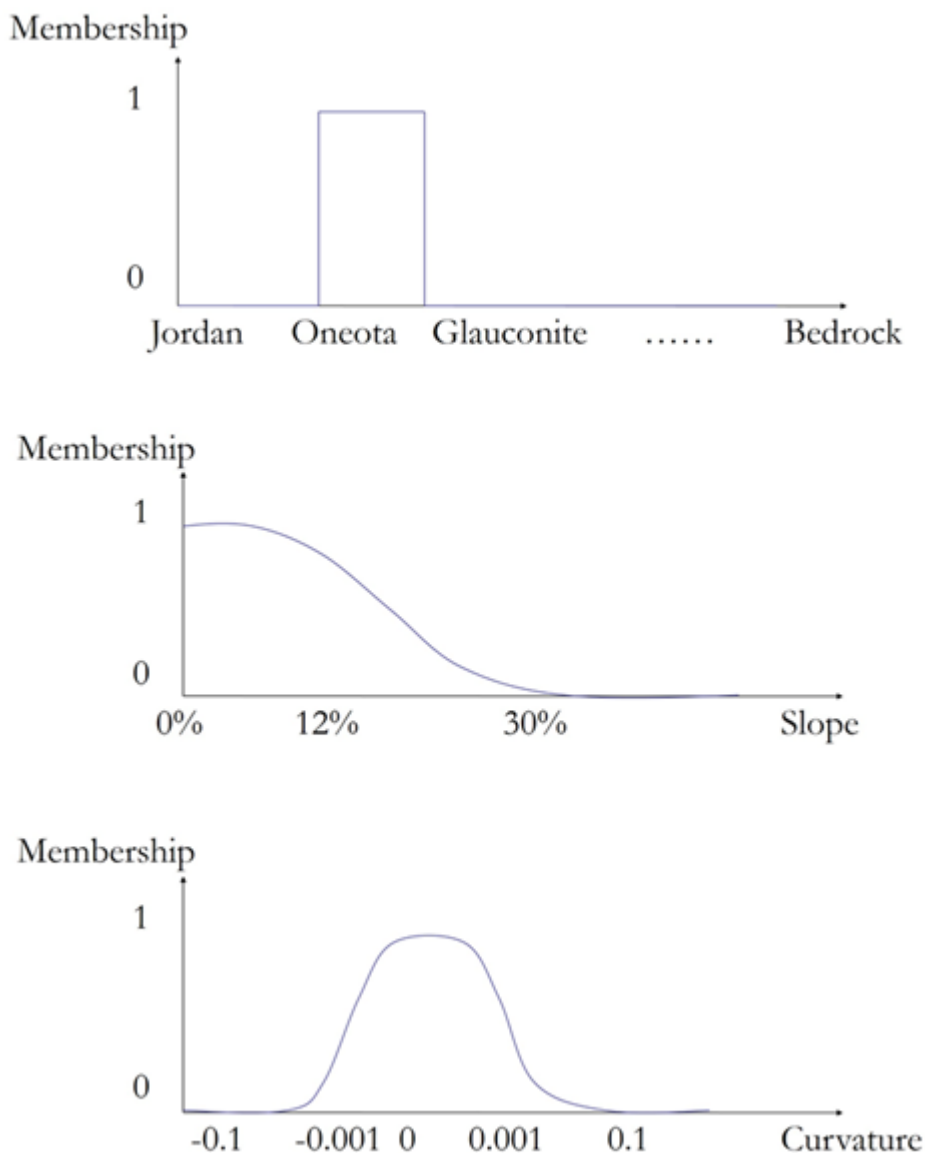 Membership
1
0
Jordan Oneota Glauconite ...... Bedrock
Membership
1
0
0% 12% 30% Slope
Membership
1
0
-0.1 -0.001 0 0.001 0.1 Curvature